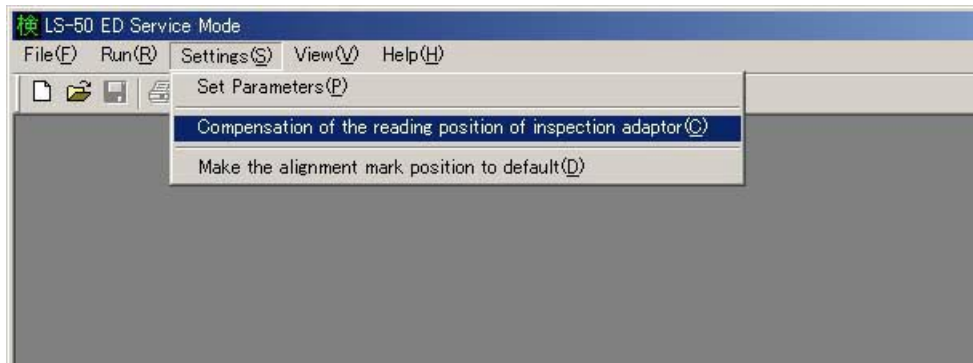 検 LS-50 ED Service Mode
File(F) Run(R) Settings(S) View(V) Help(H)
Set Parameters(P)
Compensation of the reading position of inspection adaptor(C)
Make the alignment mark position to default(D)